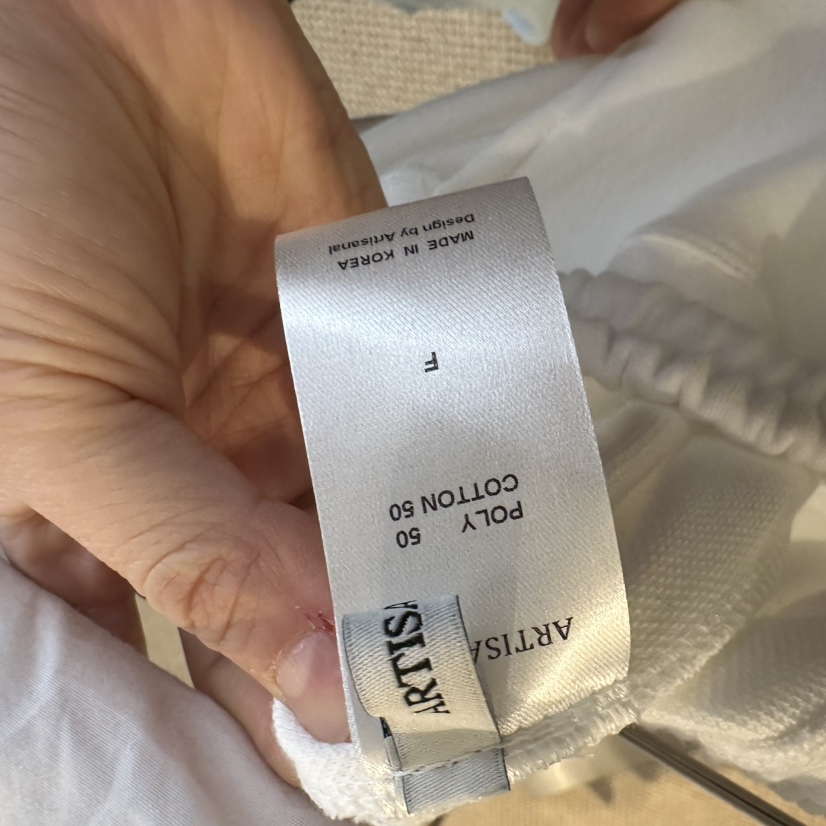 ARTISA
POLY 50
COTTON 50
F
MADE IN KOREA
Design by Artisanal
ARTISA